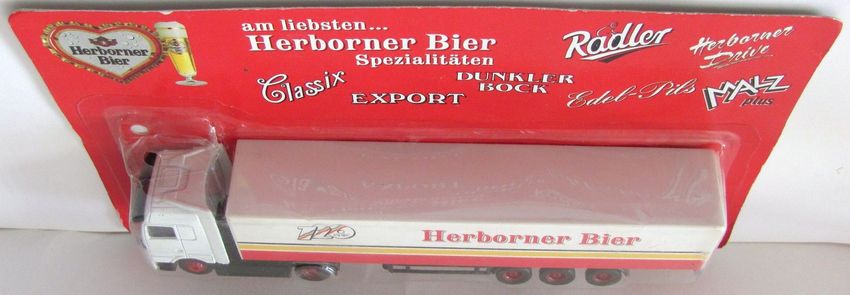 Herborner
Bier
am liebsten...
Herborner Bier
Spezialitäten
Classix
EXPORT
DUNKLER
BOCK
Radler
Herborner
Drive
Edel-Pils
MALZ
plus
Herborner Bier